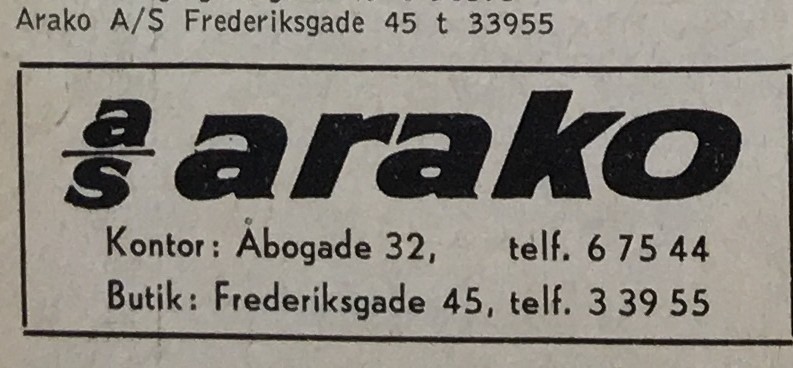 Arako A/S Frederiksgade 45 t 33955
a/s arako
Kontor: Åbogade 32, telf. 6 75 44
Butik: Frederiksgade 45, telf. 3 39 55